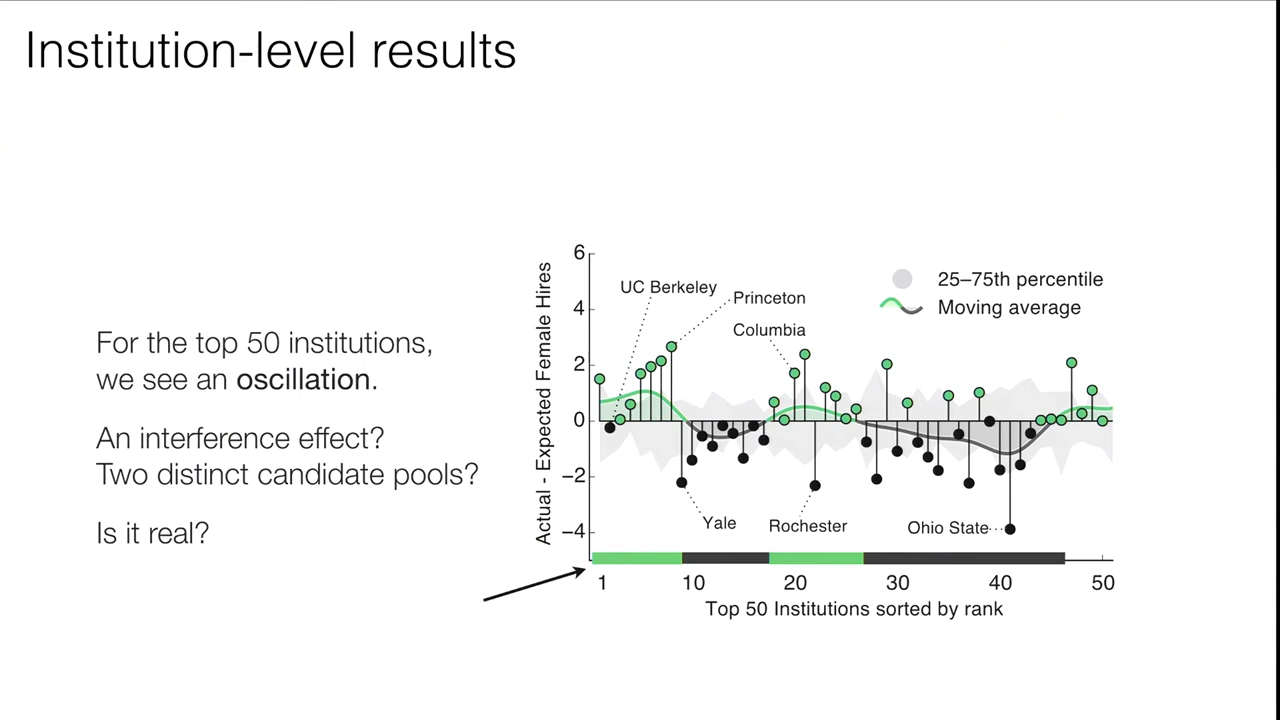 Institution-level results
For the top 50 institutions,
we see an oscillation.
An interference effect?
Two distinct candidate pools?
Is it real?
Actual - Expected Female Hires
6
4
2
0
−2
−4
UC Berkeley
Princeton
Columbia
25–75th percentile
Moving average
Yale
Rochester
Ohio State
1
10
20
30
40
50
Top 50 Institutions sorted by rank